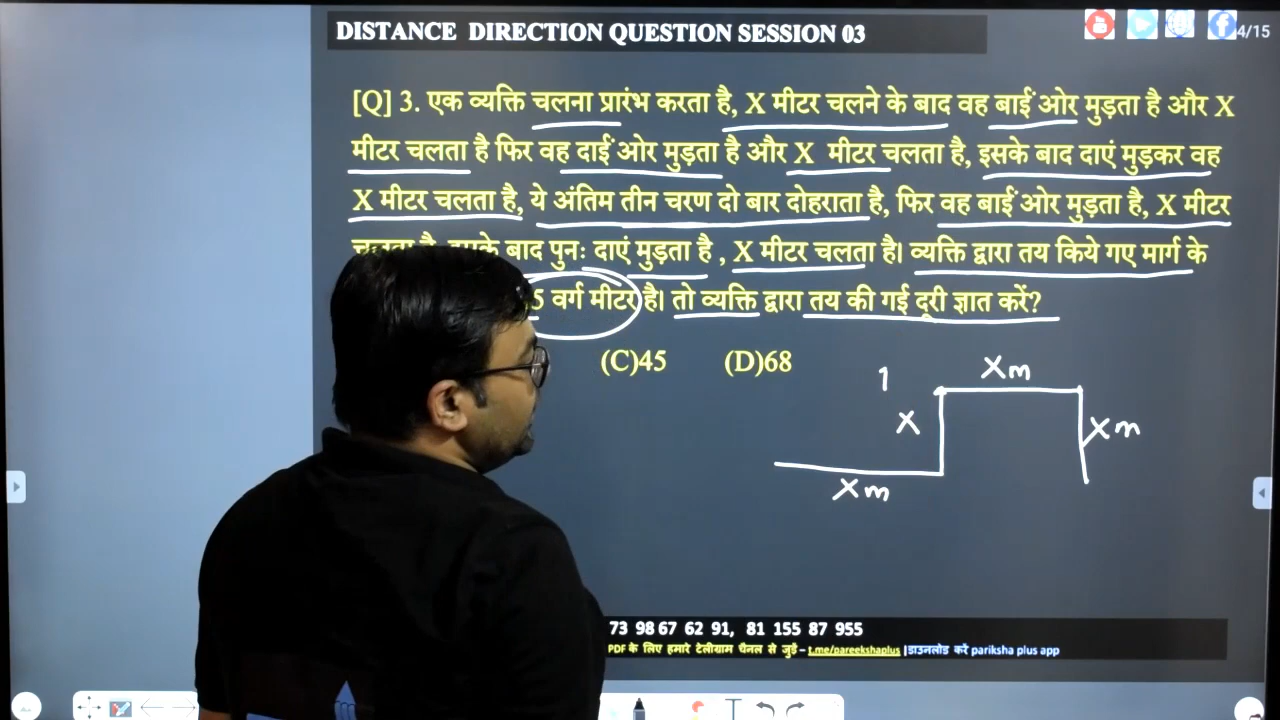 DISTANCE DIRECTION QUESTION SESSION 03
4/15
[Q] 3. एक व्यक्ति चलना प्रारंभ करता है, X मीटर चलने के बाद वह बाईं ओर मुड़ता है और X
मीटर चलता है फिर वह दाईं ओर मुड़ता है और X मीटर चलता है, इसके बाद दाएं मुड़कर वह
X मीटर चलता है, ये अंतिम तीन चरण दो बार दोहराता है, फिर वह बाईं ओर मुड़ता है, X मीटर
के बाद पुनः दाएं मुड़ता है , X मीटर चलता है। व्यक्ति द्वारा तय किये गए मार्ग के
5 वर्ग मीटर है। तो व्यक्ति द्वारा तय की गई दूरी ज्ञात करें?
(C)45 (D)68
1 X m
X X m
X m
73 98 67 62 91, 81 155 87 955
PDF के लिए हमारे टेलीग्राम चैनल से जुड़ें – t.me/pareekshaplus |डाउनलोड करें pariksha plus app